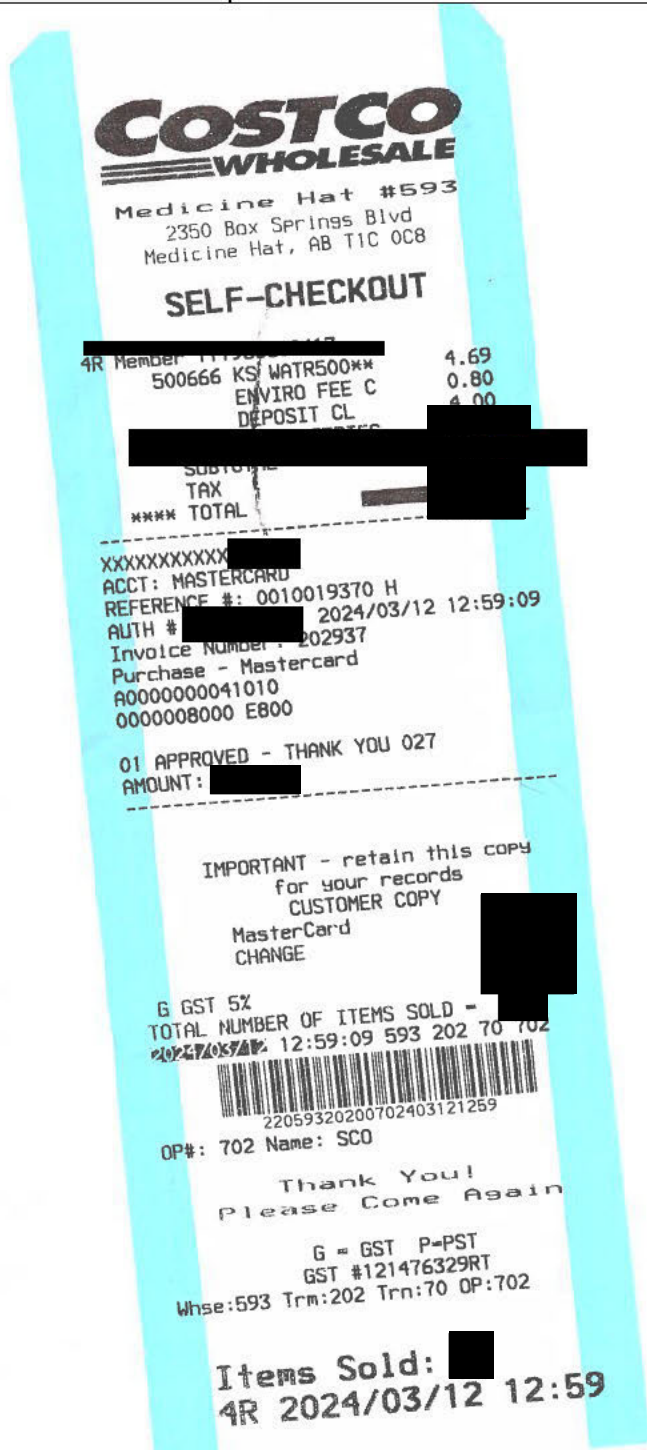 COSTCO
WHOLESALE
Medicine Hat #593
2350 Box Springs Blvd
Medicine Hat, AB T1C 0C8
SELF-CHECKOUT
4R Member
500666 KS WATR500** 4.69
ENVIRO FEE C 0.80
DEPOSIT CL 4.00
SUBTOTAL
TAX
**** TOTAL
XXXXXXXXXXX
ACCT: MASTERCARD
REFERENCE #: 0010019370 H
AUTH # 2024/03/12 12:59:09
Invoice Number: 202937
Purchase - Mastercard
A0000000041010
0000008000 E800
01 APPROVED - THANK YOU 027
AMOUNT:
IMPORTANT - retain this copy
for your records
CUSTOMER COPY
MasterCard
CHANGE
G GST 5%
TOTAL NUMBER OF ITEMS SOLD =
2024/03/12 12:59:09 593 202 70 702
22059320200702403121259
OP#: 702 Name: SCO
Thank You!
Please Come Again
G = GST P=PST
GST #121476329RT
Whse:593 Trm:202 Trn:70 OP:702
Items Sold:
4R 2024/03/12 12:59